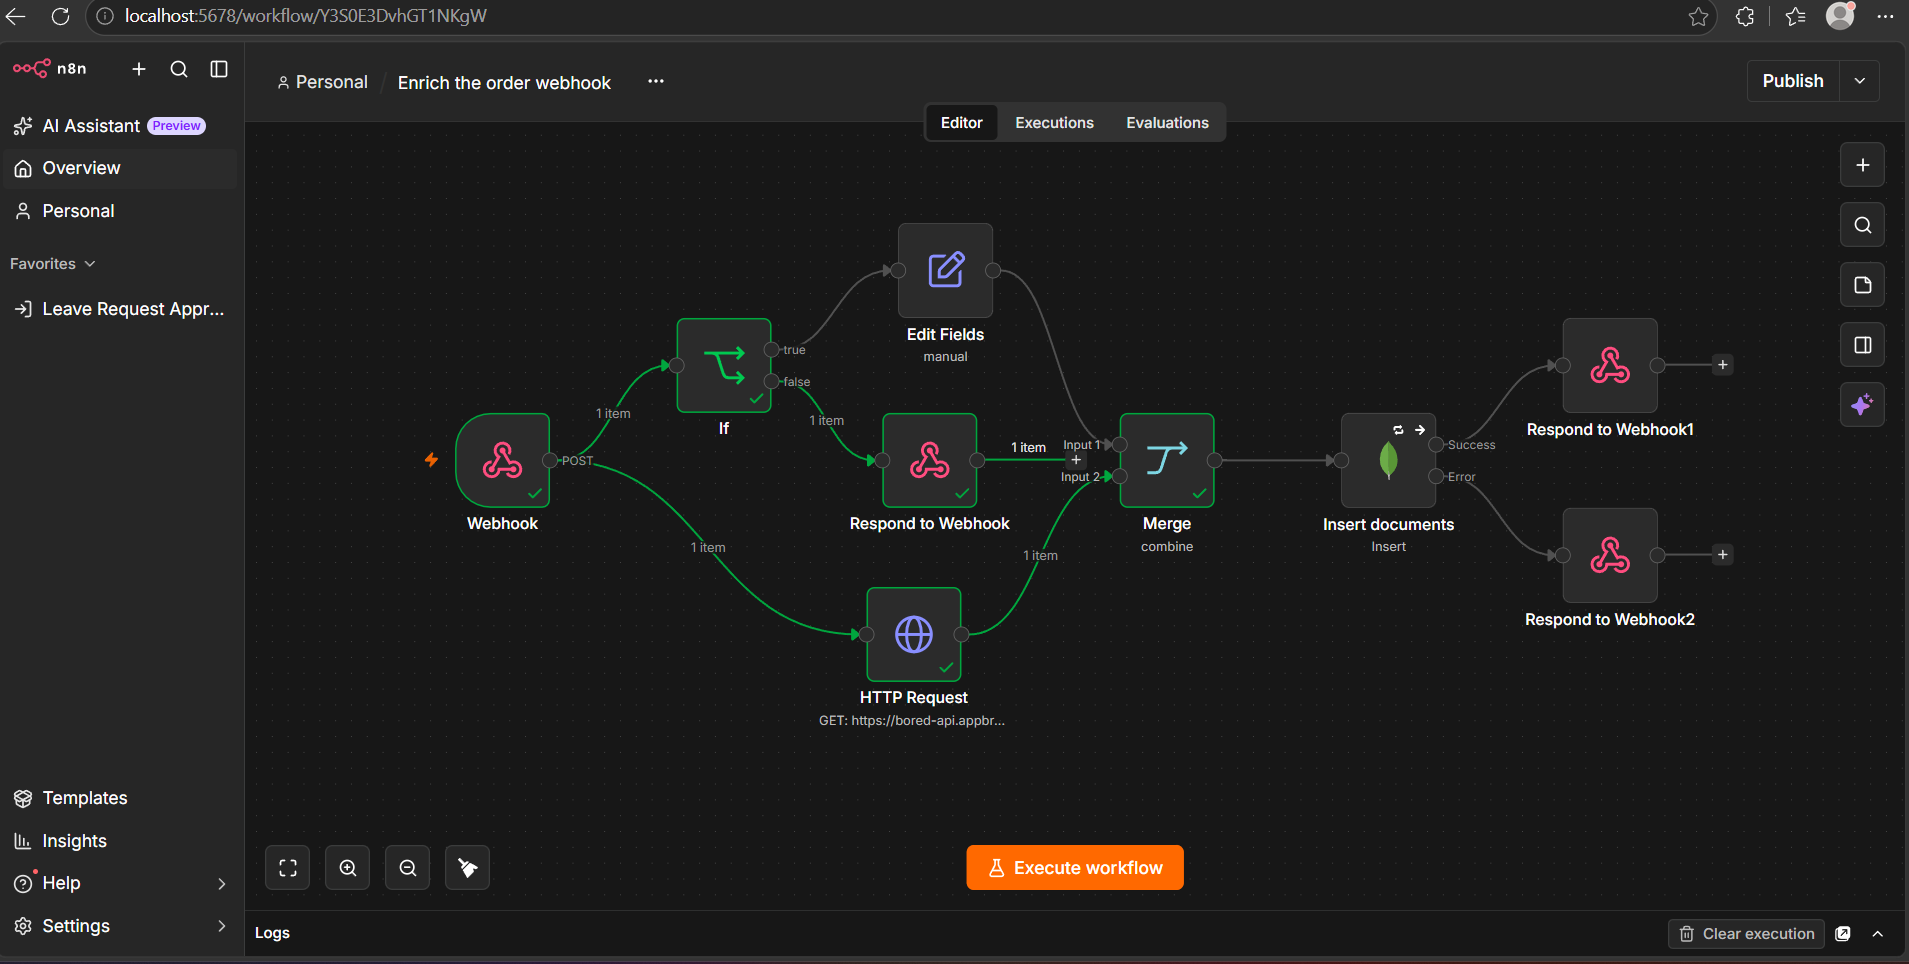 localhost:5678/workflow/Y3S0E3DvhGT1NKgW
n8n
Personal / Enrich the order webhook
Publish
AI Assistant Preview
Overview
Personal
Favorites
Leave Request Appr...
Templates
Insights
Help
Settings
Editor Executions Evaluations
Edit Fields
manual
true
false
If
1 item
1 item
POST
Webhook
Respond to Webhook
1 item
Input 1
Input 2
Merge
combine
1 item
1 item
HTTP Request
GET: https://bored-api.appbr...
Insert documents
Insert
Success
Error
Respond to Webhook1
Respond to Webhook2
Execute workflow
Logs
Clear execution